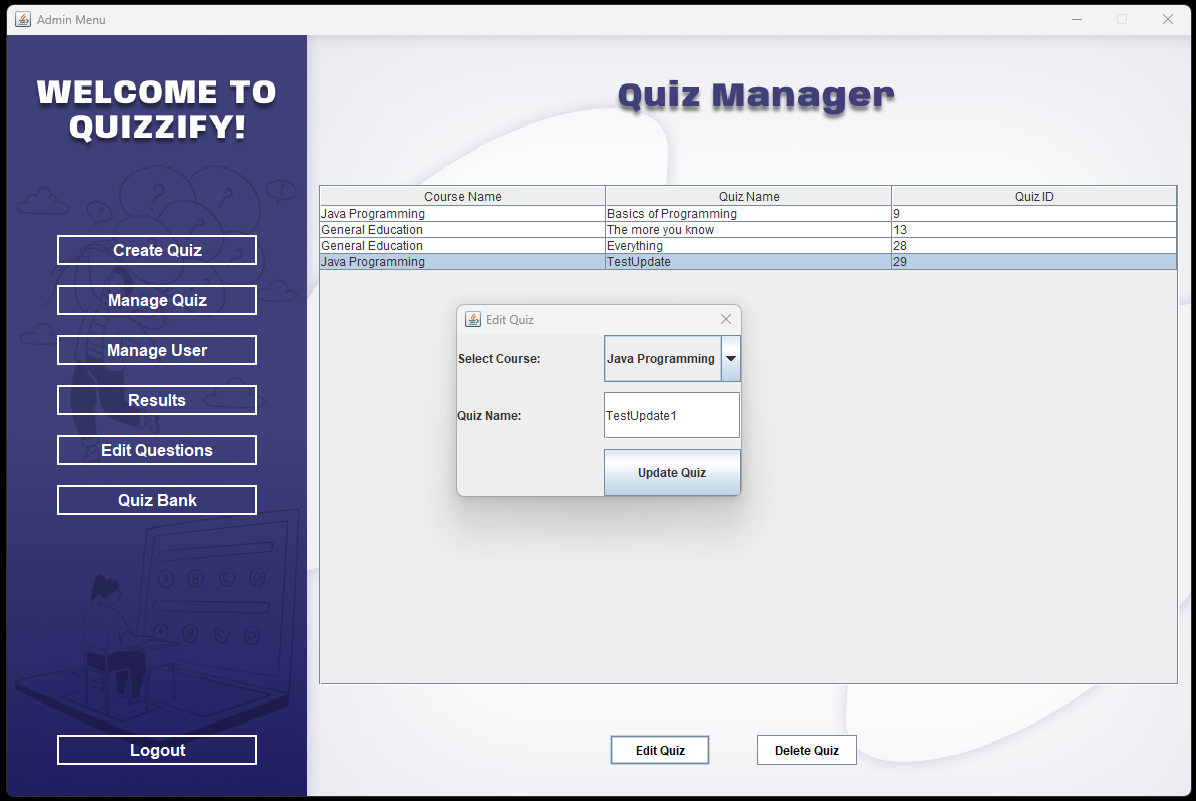 Admin Menu
WELCOME TO
QUIZZIFY!
Create Quiz
Manage Quiz
Manage User
Results
Edit Questions
Quiz Bank
Logout
Quiz Manager
Course Name Quiz Name Quiz ID
Java Programming Basics of Programming 9
General Education The more you know 13
General Education Everything 28
Java Programming TestUpdate 29
Edit Quiz
Select Course: Java Programming
Quiz Name: TestUpdate1
Update Quiz
Edit Quiz Delete Quiz
? ? ? ?
A B C D
A B C D